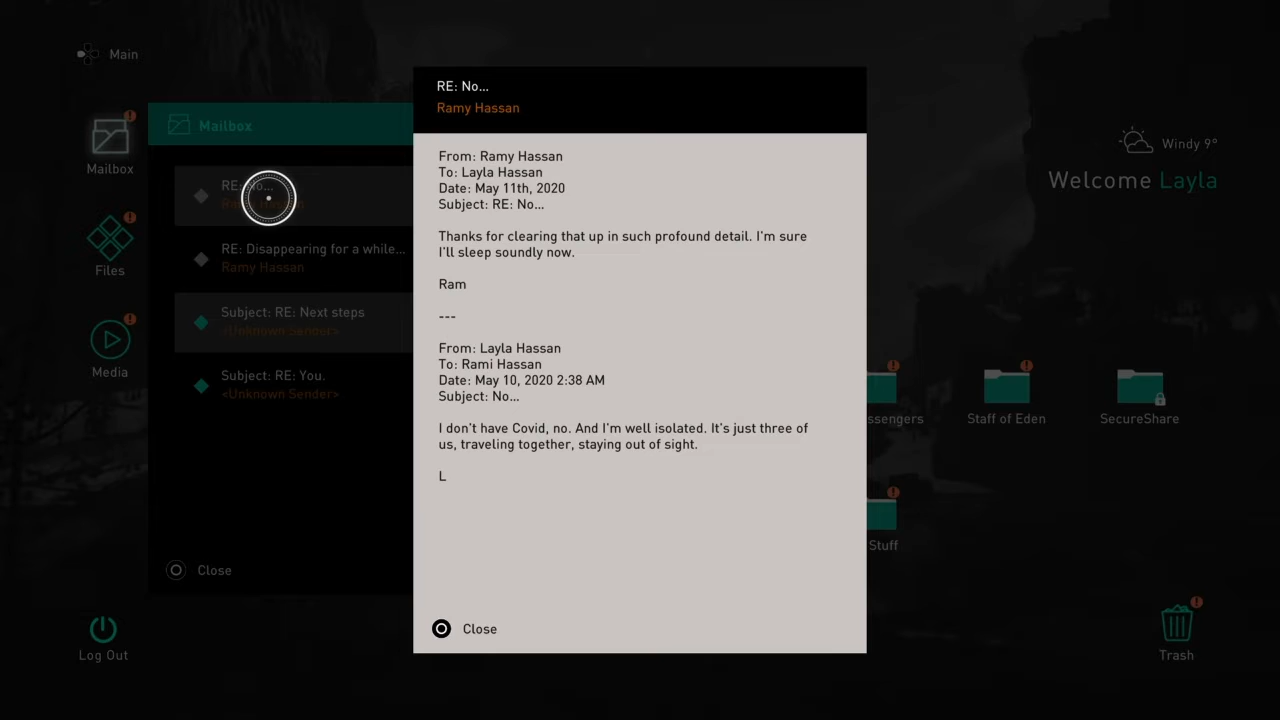 Main
Mailbox
Files
Media
Log Out
Mailbox
RE: No...
Ramy Hassan
RE: Disappearing for a while...
Ramy Hassan
Subject: RE: Next steps
<Unknown Sender>
Subject: RE: You.
<Unknown Sender>
Close
RE: No...
Ramy Hassan
From: Ramy Hassan
To: Layla Hassan
Date: May 11th, 2020
Subject: RE: No...
Thanks for clearing that up in such profound detail. I'm sure
I'll sleep soundly now.
Ram
---
From: Layla Hassan
To: Rami Hassan
Date: May 10, 2020 2:38 AM
Subject: No...
I don't have Covid, no. And I'm well isolated. It's just three of
us, traveling together, staying out of sight.
L
Close
Windy 9°
Welcome Layla
ssengers
Staff of Eden
SecureShare
Stuff
Trash